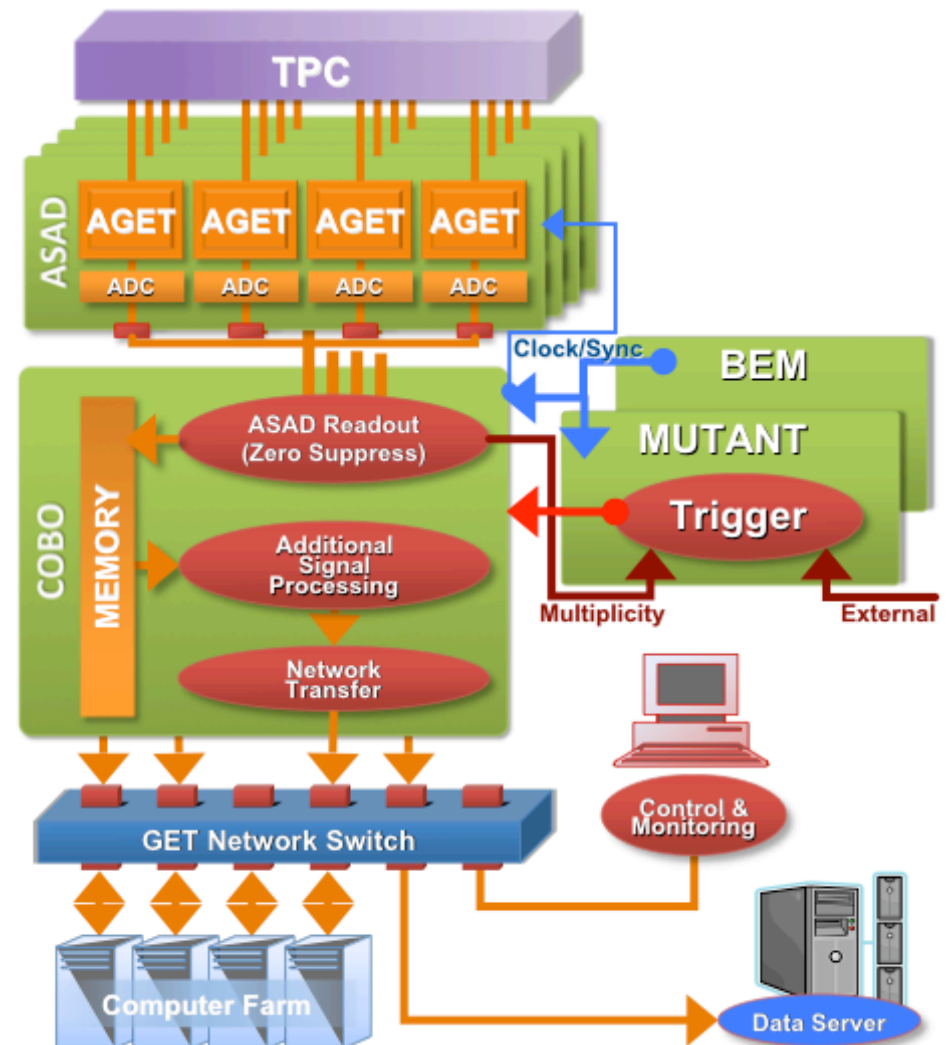 TPC
ASAD
AGET AGET AGET AGET
ADC ADC ADC ADC
Clock/Sync
BEM
MUTANT
Trigger
Multiplicity
External
COBO
MEMORY
ASAD Readout
(Zero Suppress)
Additional
Signal
Processing
Network
Transfer
Control &
Monitoring
GET Network Switch
Computer Farm
Data Server